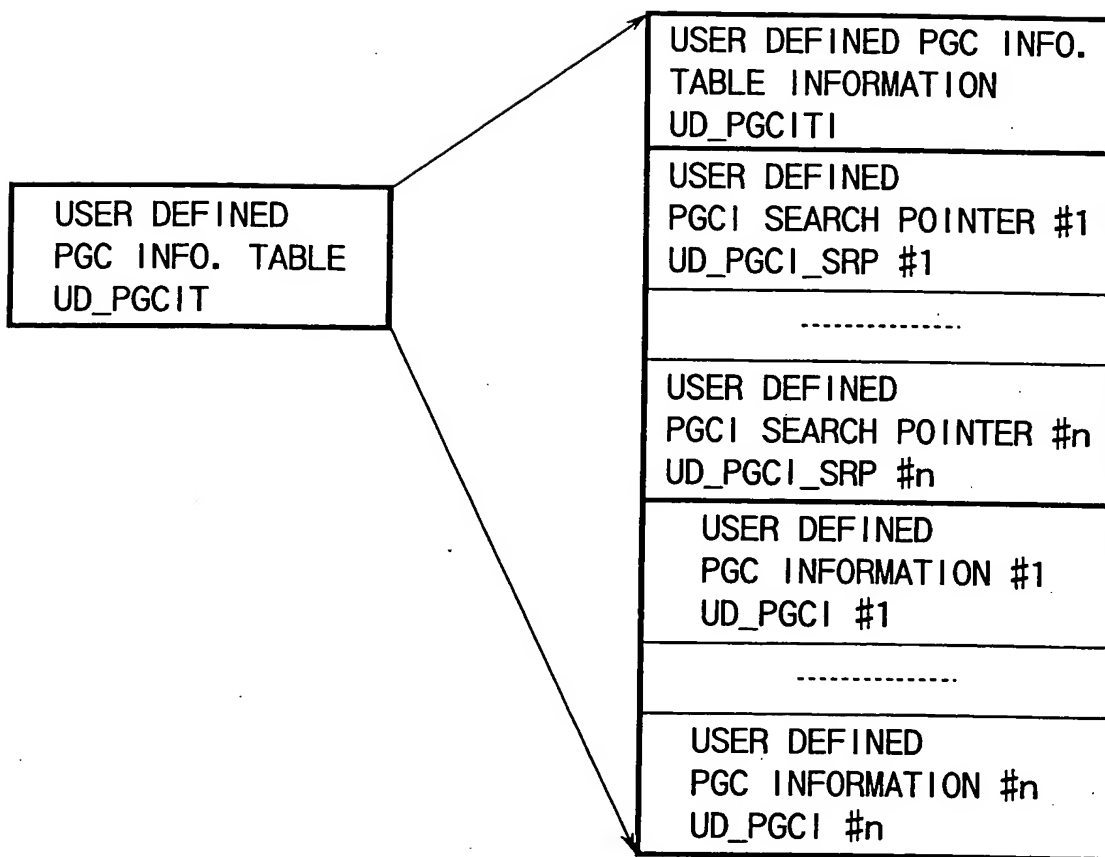 USER DEFINED
PGC INFO. TABLE
UD_PGCIT
USER DEFINED PGC INFO.
TABLE INFORMATION
UD_PGCITI
USER DEFINED
PGCI SEARCH POINTER #1
UD_PGCI_SRP #1
---------------
USER DEFINED
PGCI SEARCH POINTER #n
UD_PGCI_SRP #n
USER DEFINED
PGC INFORMATION #1
UD_PGCI #1
---------------
USER DEFINED
PGC INFORMATION #n
UD_PGCI #n